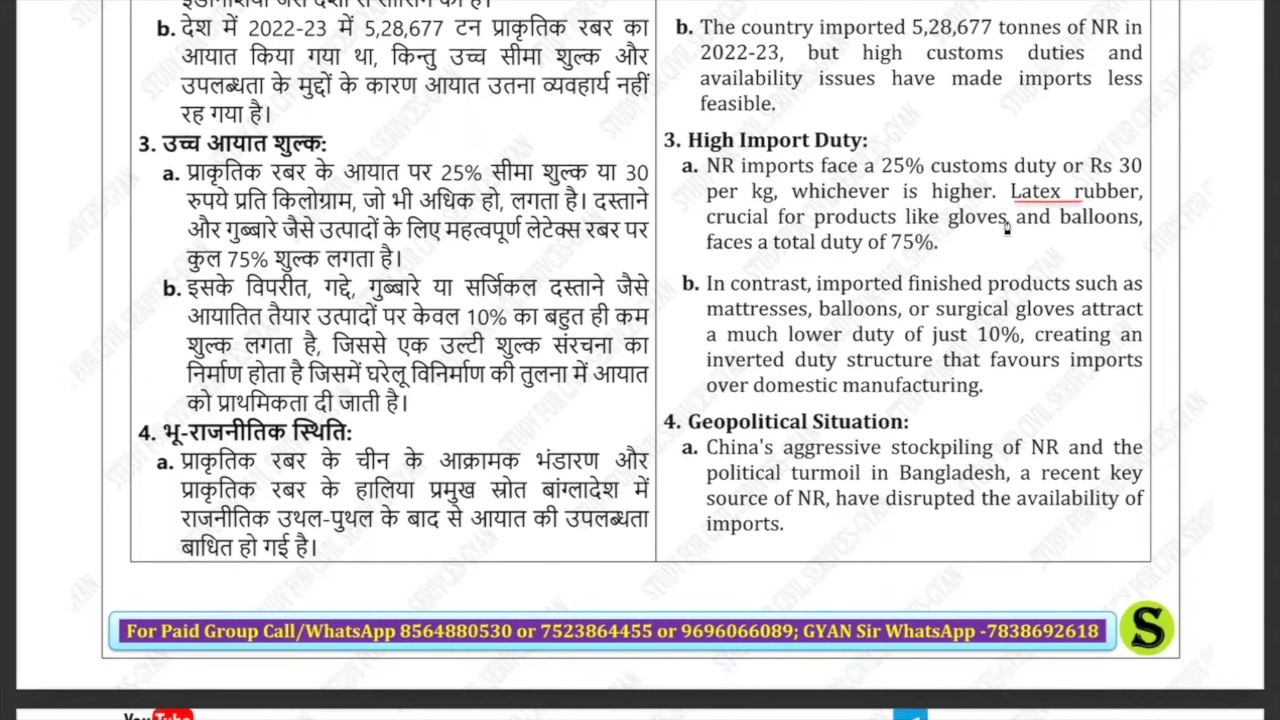 b. देश में 2022-23 में 5,28,677 टन प्राकृतिक रबर का
आयात किया गया था, किन्तु उच्च सीमा शुल्क और
उपलब्धता के मुद्दों के कारण आयात उतना व्यवहार्य नहीं
रह गया है।
3. उच्च आयात शुल्क:
a. प्राकृतिक रबर के आयात पर 25% सीमा शुल्क या 30
रुपये प्रति किलोग्राम, जो भी अधिक हो, लगता है। दस्ताने
और गुब्बारे जैसे उत्पादों के लिए महत्वपूर्ण लेटेक्स रबर पर
कुल 75% शुल्क लगता है।
b. इसके विपरीत, गद्दे, गुब्बारे या सर्जिकल दस्ताने जैसे
आयातित तैयार उत्पादों पर केवल 10% का बहुत ही कम
शुल्क लगता है, जिससे एक उल्टी शुल्क संरचना का
निर्माण होता है जिसमें घरेलू विनिर्माण की तुलना में आयात
को प्राथमिकता दी जाती है।
4. भू-राजनीतिक स्थिति:
a. प्राकृतिक रबर के चीन के आक्रामक भंडारण और
प्राकृतिक रबर के हालिया प्रमुख स्रोत बांग्लादेश में
राजनीतिक उथल-पुथल के बाद से आयात की उपलब्धता
बाधित हो गई है।
b. The country imported 5,28,677 tonnes of NR in
2022-23, but high customs duties and
availability issues have made imports less
feasible.
3. High Import Duty:
a. NR imports face a 25% customs duty or Rs 30
per kg, whichever is higher. Latex rubber,
crucial for products like gloves and balloons,
faces a total duty of 75%.
b. In contrast, imported finished products such as
mattresses, balloons, or surgical gloves attract
a much lower duty of just 10%, creating an
inverted duty structure that favours imports
over domestic manufacturing.
4. Geopolitical Situation:
a. China's aggressive stockpiling of NR and the
political turmoil in Bangladesh, a recent key
source of NR, have disrupted the availability of
imports.
For Paid Group Call/WhatsApp 8564880530 or 7523864455 or 9696066089; GYAN Sir WhatsApp -7838692618
S
YouTube